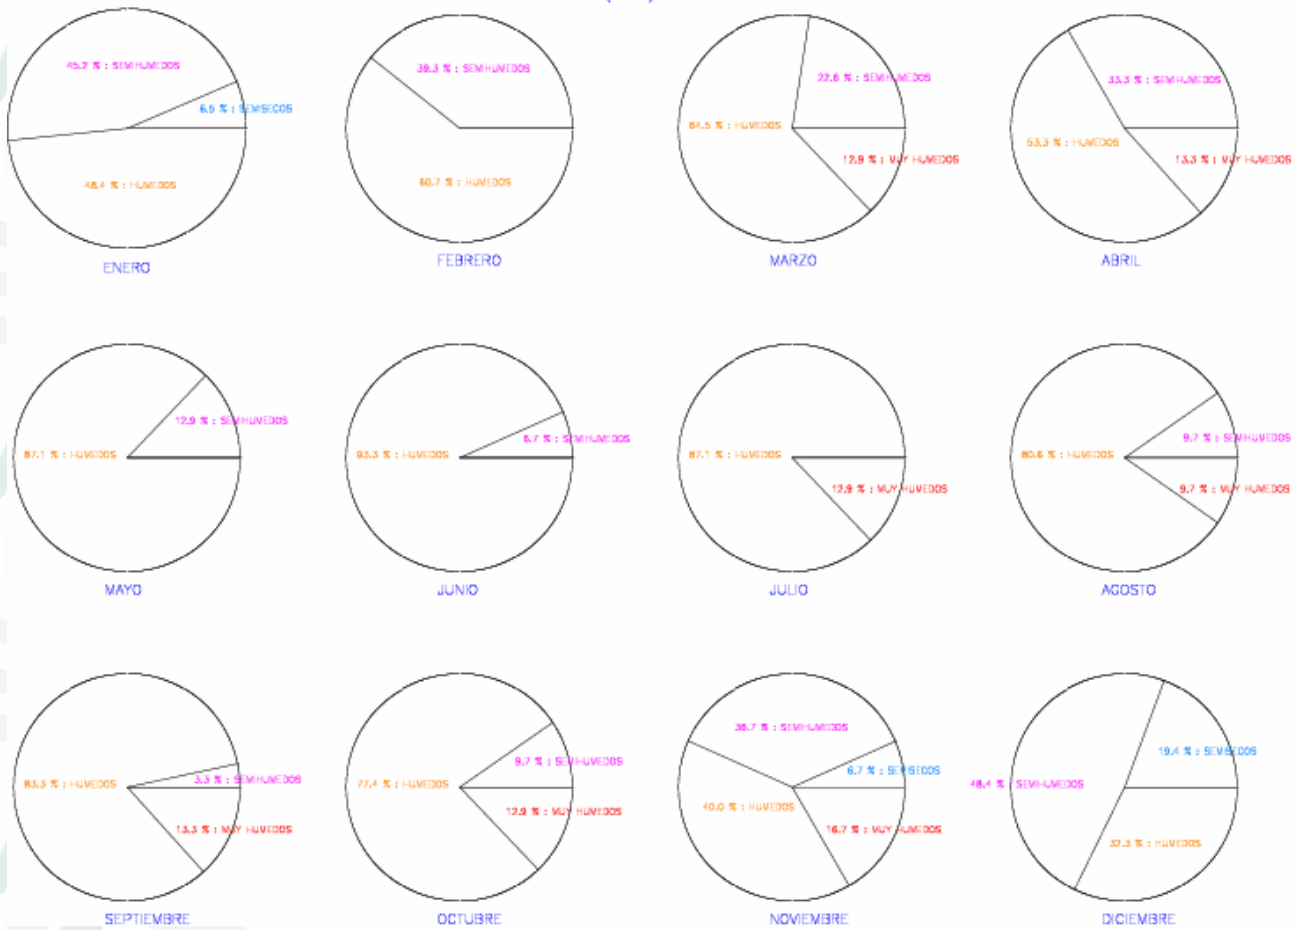 45.2 % : SEMIHUMEDOS
6.5 % : SEMISECOS
48.4 % : HUMEDOS
ENERO
39.3 % : SEMIHUMEDOS
60.7 % : HUMEDOS
FEBRERO
22.6 % : SEMIHUMEDOS
64.5 % : HUMEDOS
12.9 % : MUY HUMEDOS
MARZO
33.3 % : SEMIHUMEDOS
53.3 % : HUMEDOS
13.3 % : MUY HUMEDOS
ABRIL
12.9 % : SEMIHUMEDOS
87.1 % : HUMEDOS
MAYO
6.7 % : SEMIHUMEDOS
93.3 % : HUMEDOS
JUNIO
87.1 % : HUMEDOS
12.9 % : MUY HUMEDOS
JULIO
9.7 % : SEMIHUMEDOS
80.6 % : HUMEDOS
9.7 % : MUY HUMEDOS
AGOSTO
3.3 % : SEMIHUMEDOS
83.3 % : HUMEDOS
13.3 % : MUY HUMEDOS
SEPTIEMBRE
9.7 % : SEMIHUMEDOS
77.4 % : HUMEDOS
12.9 % : MUY HUMEDOS
OCTUBRE
36.7 % : SEMIHUMEDOS
6.7 % : SEMISECOS
40.0 % : HUMEDOS
16.7 % : MUY HUMEDOS
NOVIEMBRE
19.4 % : SEMISECOS
48.4 % : SEMIHUMEDOS
32.3 % : HUMEDOS
DICIEMBRE